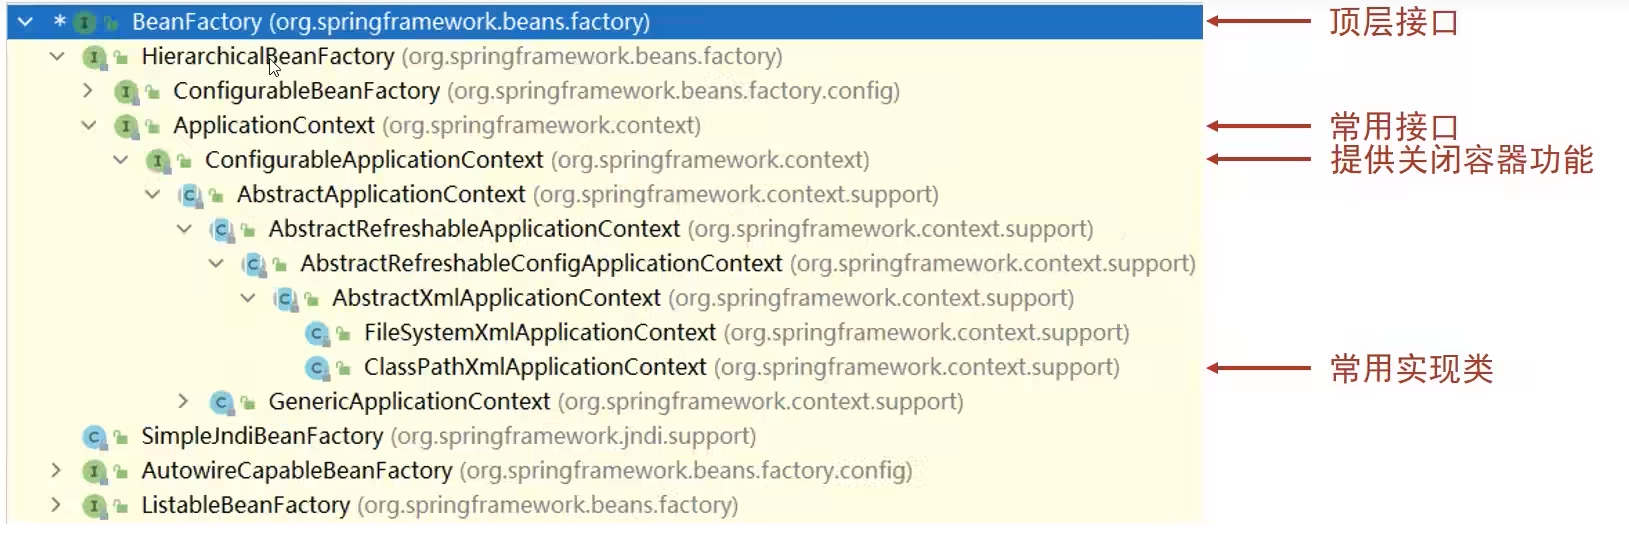 * BeanFactory (org.springframework.beans.factory) 顶层接口
HierarchicalBeanFactory (org.springframework.beans.factory)
ConfigurableBeanFactory (org.springframework.beans.factory.config)
ApplicationContext (org.springframework.context) 常用接口
ConfigurableApplicationContext (org.springframework.context) 提供关闭容器功能
AbstractApplicationContext (org.springframework.context.support)
AbstractRefreshableApplicationContext (org.springframework.context.support)
AbstractRefreshableConfigApplicationContext (org.springframework.context.support)
AbstractXmlApplicationContext (org.springframework.context.support)
FileSystemXmlApplicationContext (org.springframework.context.support)
ClassPathXmlApplicationContext (org.springframework.context.support) 常用实现类
GenericApplicationContext (org.springframework.context.support)
SimpleJndiBeanFactory (org.springframework.jndi.support)
AutowireCapableBeanFactory (org.springframework.beans.factory.config)
ListableBeanFactory (org.springframework.beans.factory)